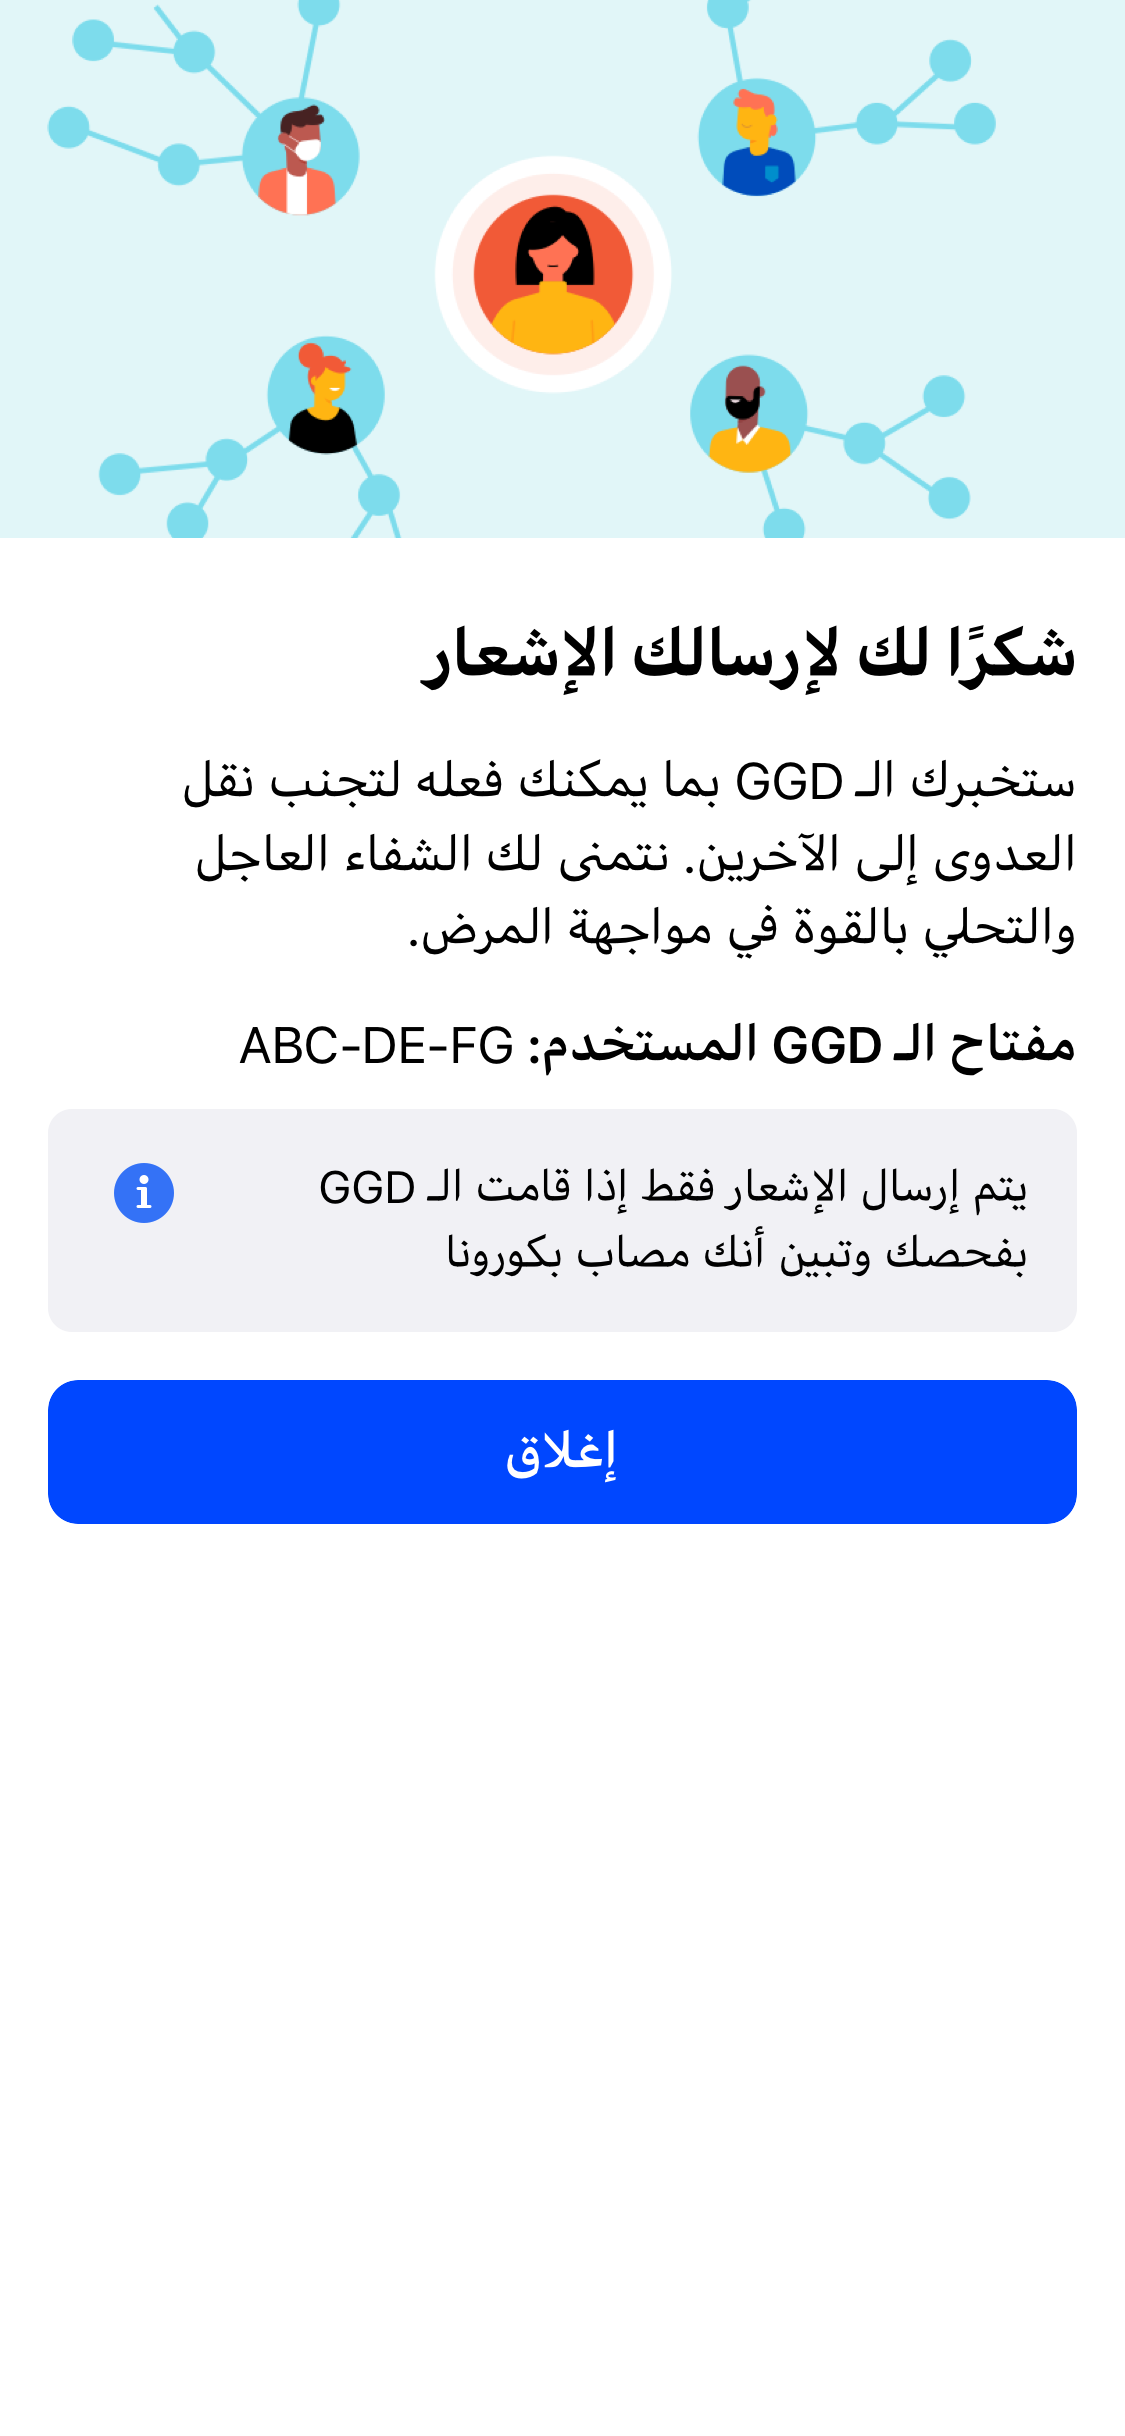 شكرًا لك لإرسالك الإشعار
ستخبرك الـ GGD بما يمكنك فعله لتجنب نقل
العدوى إلى الآخرين. نتمنى لك الشفاء العاجل
والتحلي بالقوة في مواجهة المرض.
مفتاح الـ GGD المستخدم: ABC-DE-FG
يتم إرسال الإشعار فقط إذا قامت الـ GGD
بفحصك وتبين أنك مصاب بكورونا
إغلاق